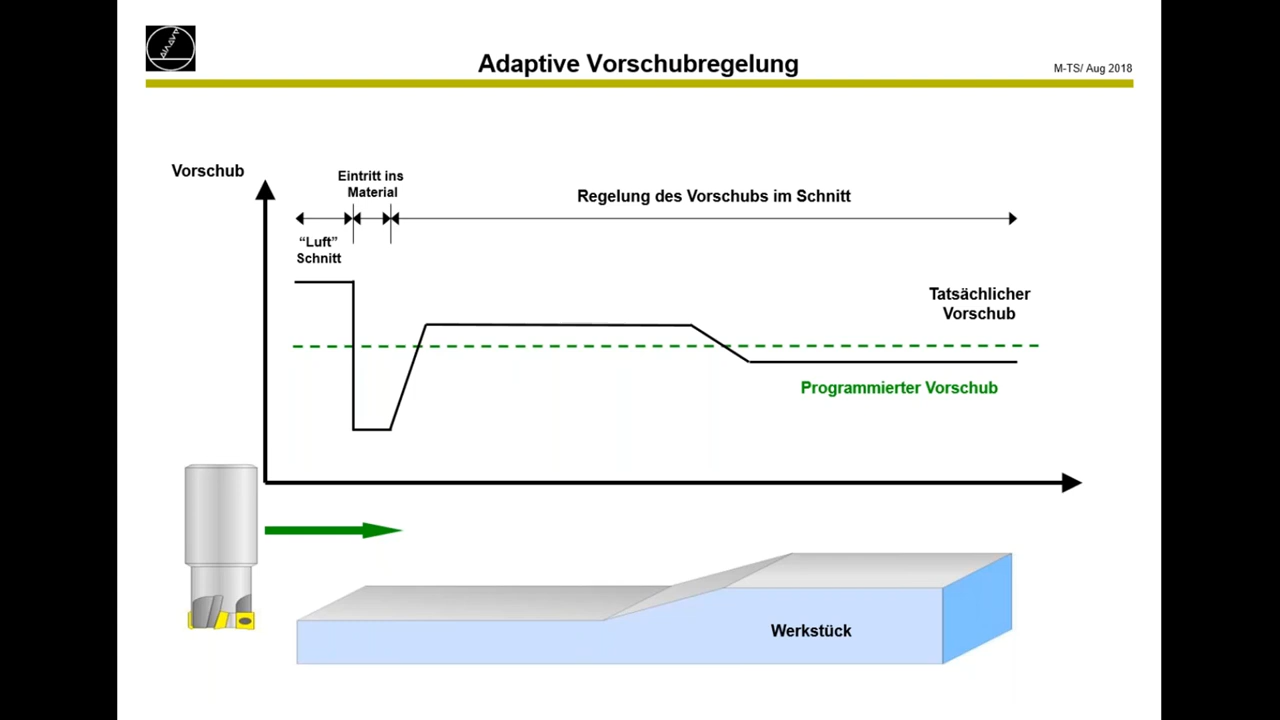 Adaptive Vorschubregelung
M-TS/ Aug 2018
Vorschub
Eintritt ins
Material
Regelung des Vorschubs im Schnitt
“Luft”
Schnitt
Tatsächlicher
Vorschub
Programmierter Vorschub
Werkstück